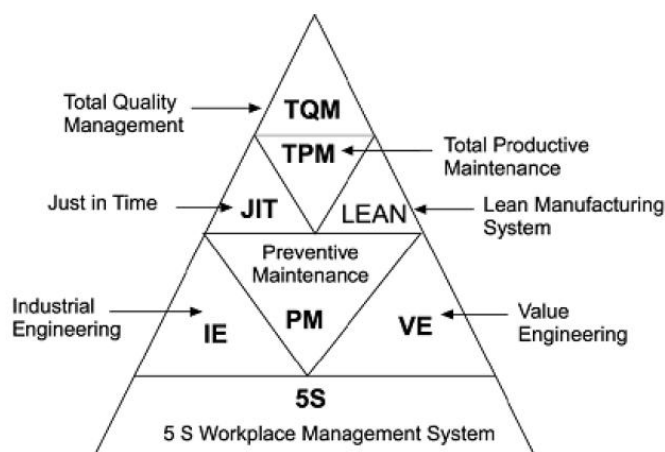 TQM
Total Quality
Management
TPM
Total Productive
Maintenance
Just in Time
JIT
LEAN
Lean Manufacturing
System
Preventive
Maintenance
Industrial
Engineering
IE
PM
VE
Value
Engineering
5S
5 S Workplace Management System